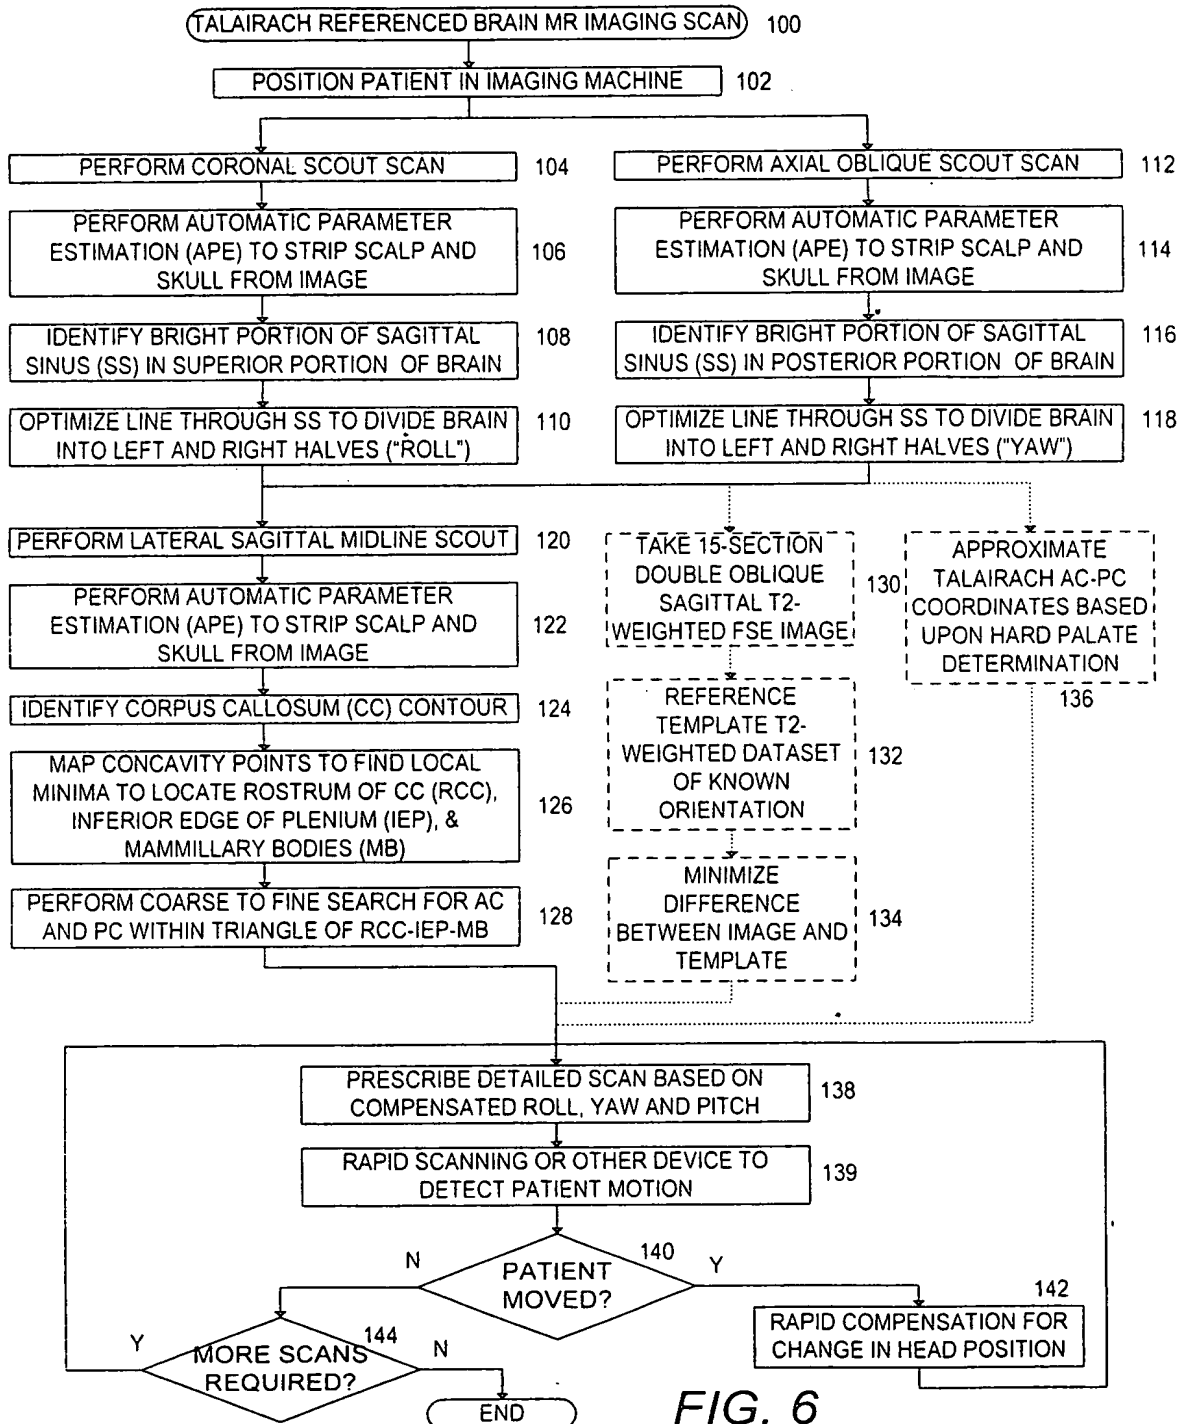 TALAIRACH REFERENCED BRAIN MR IMAGING SCAN
100
POSITION PATIENT IN IMAGING MACHINE
102
PERFORM CORONAL SCOUT SCAN
104
PERFORM AUTOMATIC PARAMETER
ESTIMATION (APE) TO STRIP SCALP AND
SKULL FROM IMAGE
106
IDENTIFY BRIGHT PORTION OF SAGITTAL
SINUS (SS) IN SUPERIOR PORTION OF BRAIN
108
OPTIMIZE LINE THROUGH SS TO DIVIDE BRAIN
INTO LEFT AND RIGHT HALVES ("ROLL")
110
PERFORM AXIAL OBLIQUE SCOUT SCAN
112
PERFORM AUTOMATIC PARAMETER
ESTIMATION (APE) TO STRIP SCALP AND
SKULL FROM IMAGE
114
IDENTIFY BRIGHT PORTION OF SAGITTAL
SINUS (SS) IN POSTERIOR PORTION OF BRAIN
116
OPTIMIZE LINE THROUGH SS TO DIVIDE BRAIN
INTO LEFT AND RIGHT HALVES ("YAW")
118
PERFORM LATERAL SAGITTAL MIDLINE SCOUT
120
PERFORM AUTOMATIC PARAMETER
ESTIMATION (APE) TO STRIP SCALP AND
SKULL FROM IMAGE
122
IDENTIFY CORPUS CALLOSUM (CC) CONTOUR
124
MAP CONCAVITY POINTS TO FIND LOCAL
MINIMA TO LOCATE ROSTRUM OF CC (RCC),
INFERIOR EDGE OF PLENIUM (IEP), &
MAMMILLARY BODIES (MB)
126
PERFORM COARSE TO FINE SEARCH FOR AC
AND PC WITHIN TRIANGLE OF RCC-IEP-MB
128
TAKE 15-SECTION
DOUBLE OBLIQUE
SAGITTAL T2-
WEIGHTED FSE IMAGE
130
REFERENCE
TEMPLATE T2-
WEIGHTED DATASET
OF KNOWN
ORIENTATION
132
MINIMIZE
DIFFERENCE
BETWEEN IMAGE AND
TEMPLATE
134
APPROXIMATE
TALAIRACH AC-PC
COORDINATES BASED
UPON HARD PALATE
DETERMINATION
136
PRESCRIBE DETAILED SCAN BASED ON
COMPENSATED ROLL, YAW AND PITCH
138
RAPID SCANNING OR OTHER DEVICE TO
DETECT PATIENT MOTION
139
PATIENT
MOVED?
140
N
Y
142
RAPID COMPENSATION FOR
CHANGE IN HEAD POSITION
MORE SCANS
REQUIRED?
144
Y
N
END
FIG. 6